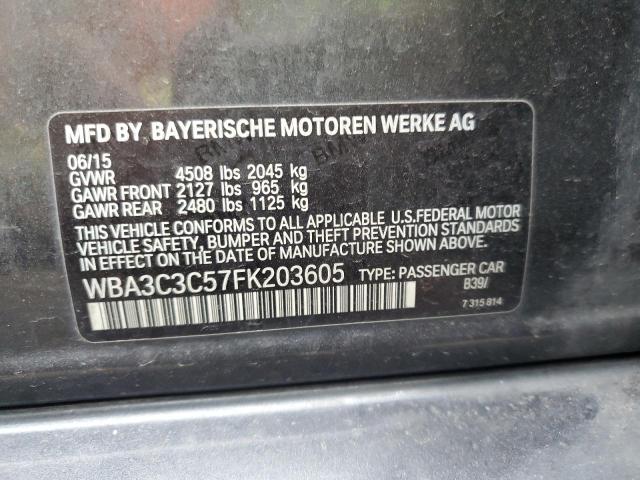 MFD BY BAYERISCHE MOTOREN WERKE AG
06/15
GVWR 4508 lbs 2045 kg
GAWR FRONT 2127 lbs 965 kg
GAWR REAR 2480 lbs 1125 kg
THIS VEHICLE CONFORMS TO ALL APPLICABLE U.S.FEDERAL MOTOR
VEHICLE SAFETY, BUMPER AND THEFT PREVENTION STANDARDS
IN EFFECT ON THE DATE OF MANUFACTURE SHOWN ABOVE.
WBA3C3C57FK203605 TYPE: PASSENGER CAR
B39/
7 315 814